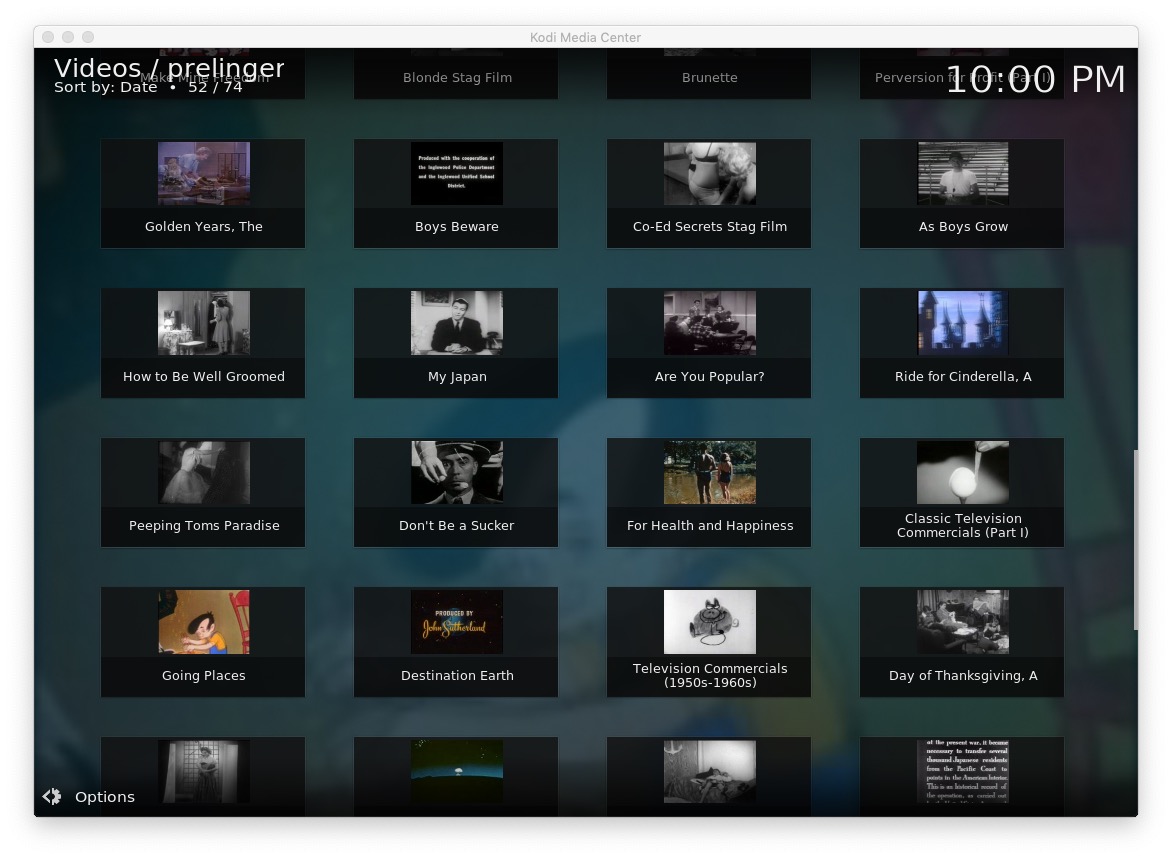 Kodi Media Center
Videos / prelinger
Sort by: Date • 52 / 74
10:00 PM
Make Mine Freedom
Blonde Stag Film
Brunette
Perversion for Profit (Part I)
Produced with the cooperation of
the Inglewood Police Department
and the Inglewood Unified School
District.
Golden Years, The
Boys Beware
Co-Ed Secrets Stag Film
As Boys Grow
How to Be Well Groomed
My Japan
Are You Popular?
Ride for Cinderella, A
Peeping Toms Paradise
Don't Be a Sucker
For Health and Happiness
Classic Television
Commercials (Part I)
PRODUCED BY
John Sutherland
Going Places
Destination Earth
Television Commercials
(1950s-1960s)
Day of Thanksgiving, A
of the present war, it became
necessary to transfer several
thousand Japanese residents
from the Pacific Coast to
points in the American Interior.
This is an historical record of
the operation, as carried out
Options